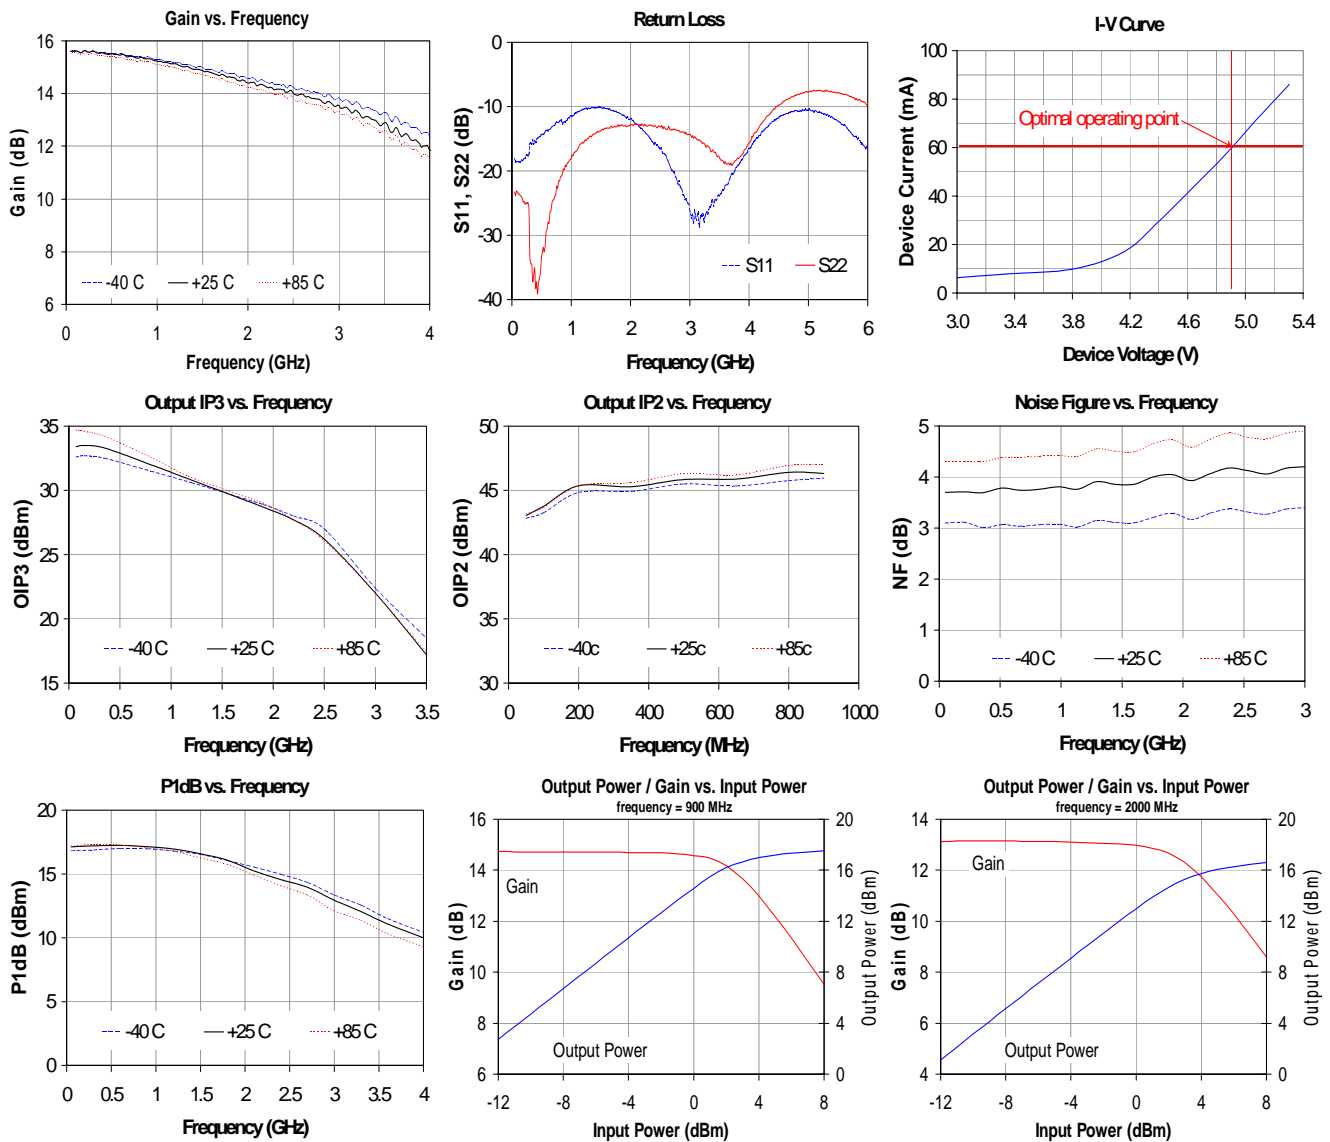 Gain vs. Frequency
16
14
12
10
8
6
Gain (dB)
-40 C +25 C +85 C
0 1 2 3 4
Frequency (GHz)
Return Loss
0
-10
-20
-30
-40
S11, S22 (dB)
S11 S22
0 1 2 3 4 5 6
Frequency (GHz)
I-V Curve
100
80
60
40
20
0
Device Current (mA)
Optimal operating point
3.0 3.4 3.8 4.2 4.6 5.0 5.4
Device Voltage (V)
Output IP3 vs. Frequency
35
30
25
20
15
OIP3 (dBm)
-40 C +25 C +85 C
0 0.5 1 1.5 2 2.5 3 3.5
Frequency (GHz)
Output IP2 vs. Frequency
50
45
40
35
30
OIP2 (dBm)
-40c +25c +85c
0 200 400 600 800 1000
Frequency (MHz)
Noise Figure vs. Frequency
5
4
3
2
1
0
NF (dB)
-40 C +25 C +85 C
0 0.5 1 1.5 2 2.5 3
Frequency (GHz)
P1dB vs. Frequency
20
15
10
5
0
P1dB (dBm)
-40 C +25 C +85 C
0 0.5 1 1.5 2 2.5 3 3.5 4
Frequency (GHz)
Output Power / Gain vs. Input Power
frequency = 900 MHz
16
14
12
10
8
6
Gain (dB)
Gain
Output Power
20
16
12
8
4
0
Output Power (dBm)
-12 -8 -4 0 4 8
Input Power (dBm)
Output Power / Gain vs. Input Power
frequency = 2000 MHz
14
12
10
8
6
4
Gain (dB)
Gain
Output Power
20
16
12
8
4
0
Output Power (dBm)
-12 -8 -4 0 4 8
Input Power (dBm)